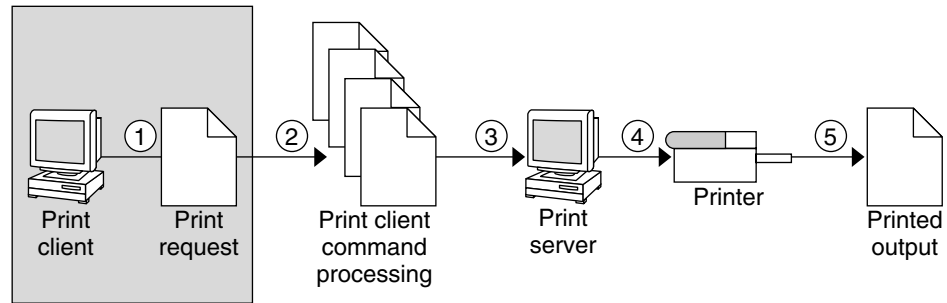 1
2
3
4
5
Print
client
Print
request
Print client
command
processing
Print
server
Printer
Printed
output